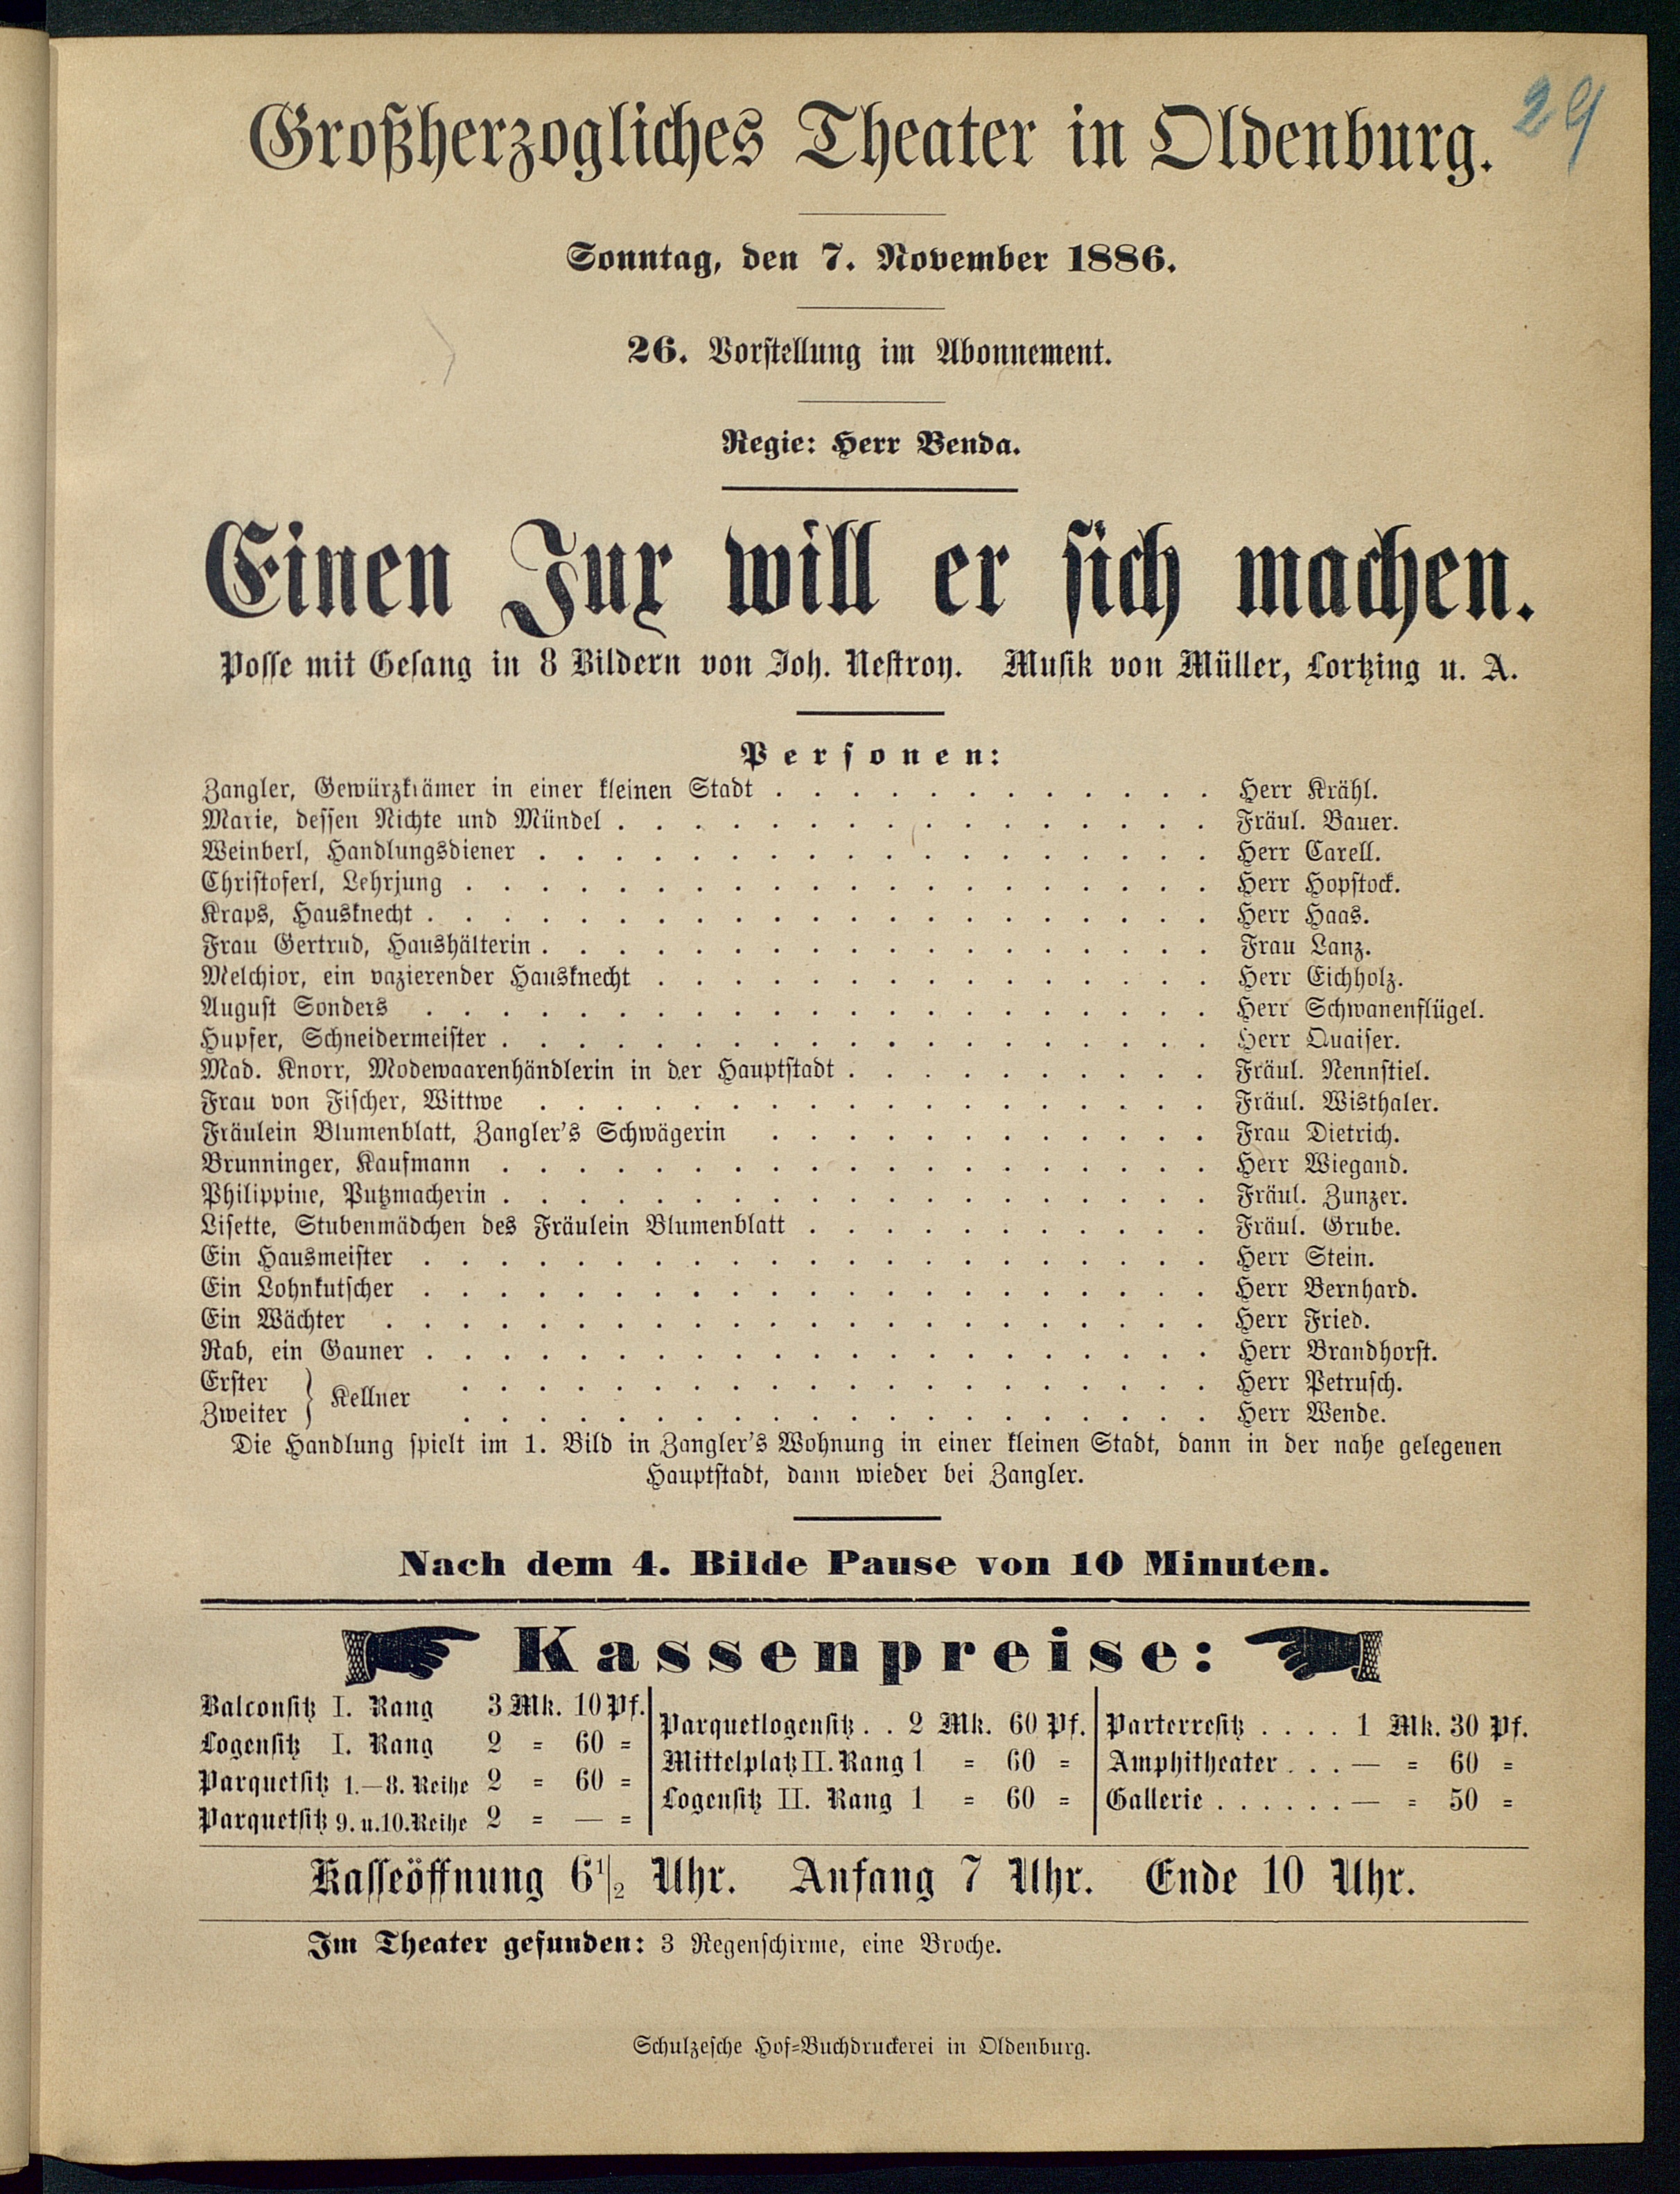 29
Großherzogliches Theater in Oldenburg.
Sonntag, den 7. November 1886.
26. Vorstellung im Abonnement.
Regie: Herr Benda.
Einen Jux will er sich machen.
Posse mit Gesang in 8 Bildern von Joh. Nestroy. Musik von Müller, Lortzing u. A.
Personen:
Zangler, Gewürzkrämer in einer kleinen Stadt . . . . . . . . . . . . Herr Krähl.
Marie, dessen Nichte und Mündel . . . . . . . . . . . . . . . . Fräul. Bauer.
Weinberl, Handlungsdiener . . . . . . . . . . . . . . . . . . Herr Carell.
Christoferl, Lehrjung . . . . . . . . . . . . . . . . . . . . Herr Hopstock.
Kraps, Hausknecht . . . . . . . . . . . . . . . . . . . . . Herr Haas.
Frau Gertrud, Haushälterin . . . . . . . . . . . . . . . . . . Frau Lanz.
Melchior, ein vazierender Hausknecht . . . . . . . . . . . . . . . Herr Eichholz.
August Sonders . . . . . . . . . . . . . . . . . . . . . Herr Schwanenflügel.
Hupfer, Schneidermeister . . . . . . . . . . . . . . . . . . . Herr Quaiser.
Mad. Knorr, Modewaarenhändlerin in der Hauptstadt . . . . . . . . . . Fräul. Nennstiel.
Frau von Fischer, Wittwe . . . . . . . . . . . . . . . . . . Fräul. Wisthaler.
Fräulein Blumenblatt, Zangler's Schwägerin . . . . . . . . . . . . Frau Dietrich.
Brunninger, Kaufmann . . . . . . . . . . . . . . . . . . . Herr Wiegand.
Philippine, Putzmacherin . . . . . . . . . . . . . . . . . . . Fräul. Zunzer.
Lisette, Stubenmädchen des Fräulein Blumenblatt . . . . . . . . . . . Fräul. Grube.
Ein Hausmeister . . . . . . . . . . . . . . . . . . . . . Herr Stein.
Ein Lohnkutscher . . . . . . . . . . . . . . . . . . . . . Herr Bernhard.
Ein Wächter . . . . . . . . . . . . . . . . . . . . . . Herr Fried.
Rab, ein Gauner . . . . . . . . . . . . . . . . . . . . . Herr Brandhorst.
Erster } Kellner . . . . . . . . . . . . . . . . . . . . Herr Petrusch.
Zweiter } . . . . . . . . . . . . . . . . . . . . Herr Wende.
Die Handlung spielt im 1. Bild in Zangler's Wohnung in einer kleinen Stadt, dann in der nahe gelegenen
Hauptstadt, dann wieder bei Zangler.
Nach dem 4. Bilde Pause von 10 Minuten.
Kassenpreise:
Balconsitz I. Rang 3 Mk. 10 Pf.
Logensitz I. Rang 2 = 60 =
Parquetsitz 1.—8. Reihe 2 = 60 =
Parquetsitz 9. u. 10. Reihe 2 = — =
Parquetlogensitz . . 2 Mk. 60 Pf.
Mittelplatz II. Rang 1 = 60 =
Logensitz II. Rang 1 = 60 =
Parterresitz . . . . 1 Mk. 30 Pf.
Amphitheater . . . — = 60 =
Gallerie . . . . . . — = 50 =
Kasseöffnung 6½ Uhr. Anfang 7 Uhr. Ende 10 Uhr.
Im Theater gefunden: 3 Regenschirme, eine Broche.
Schulzesche Hof=Buchdruckerei in Oldenburg.